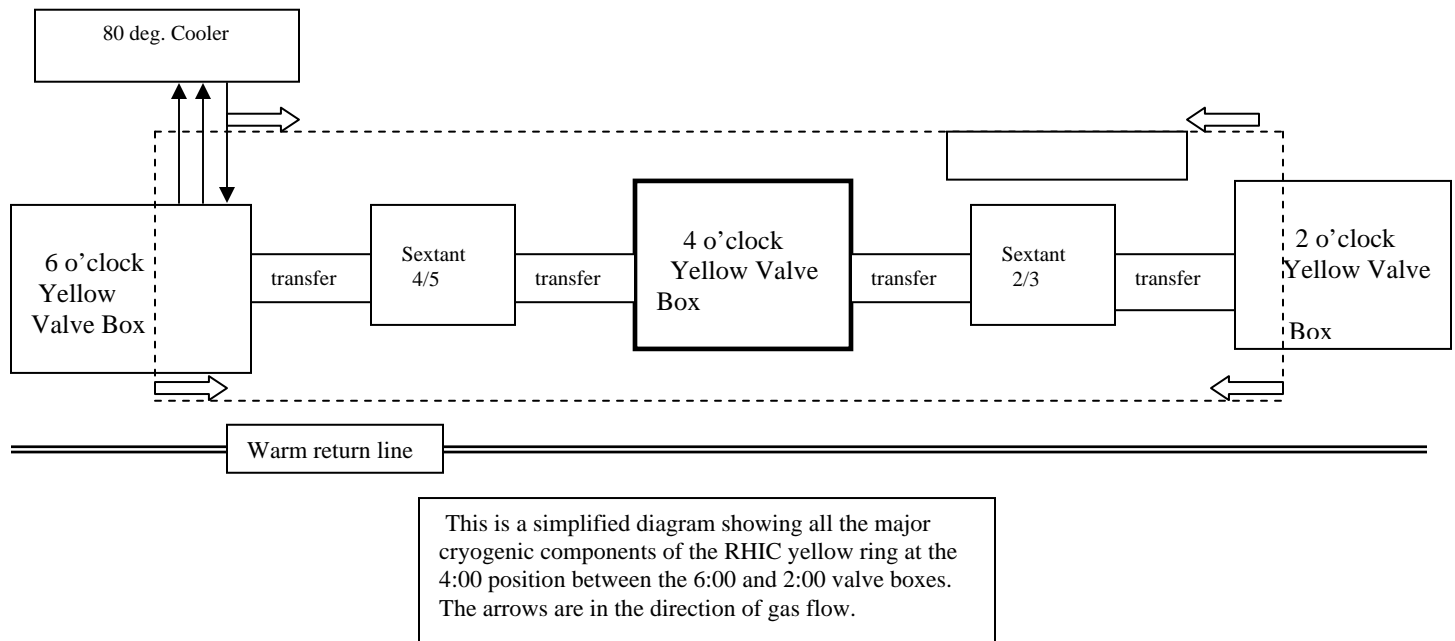 80 deg. Cooler
6 o’clock
Yellow
Valve Box
transfer
Sextant
4/5
transfer
4 o’clock
Yellow Valve
Box
transfer
Sextant
2/3
transfer
2 o’clock
Yellow Valve
Box
Warm return line
This is a simplified diagram showing all the major
cryogenic components of the RHIC yellow ring at the
4:00 position between the 6:00 and 2:00 valve boxes.
The arrows are in the direction of gas flow.